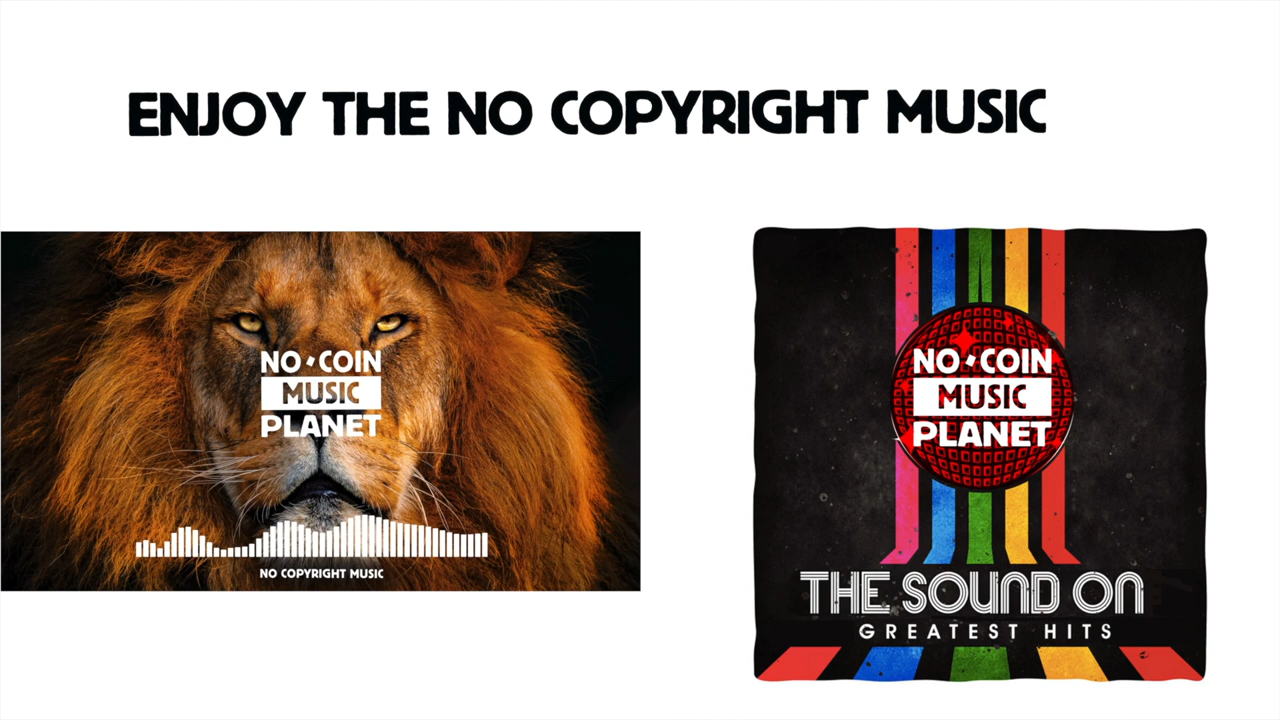 ENJOY THE NO COPYRIGHT MUSIC
NO COIN
MUSIC
PLANET
NO COPYRIGHT MUSIC
NO COIN
MUSIC
PLANET
THE SOUND ON
GREATEST HITS